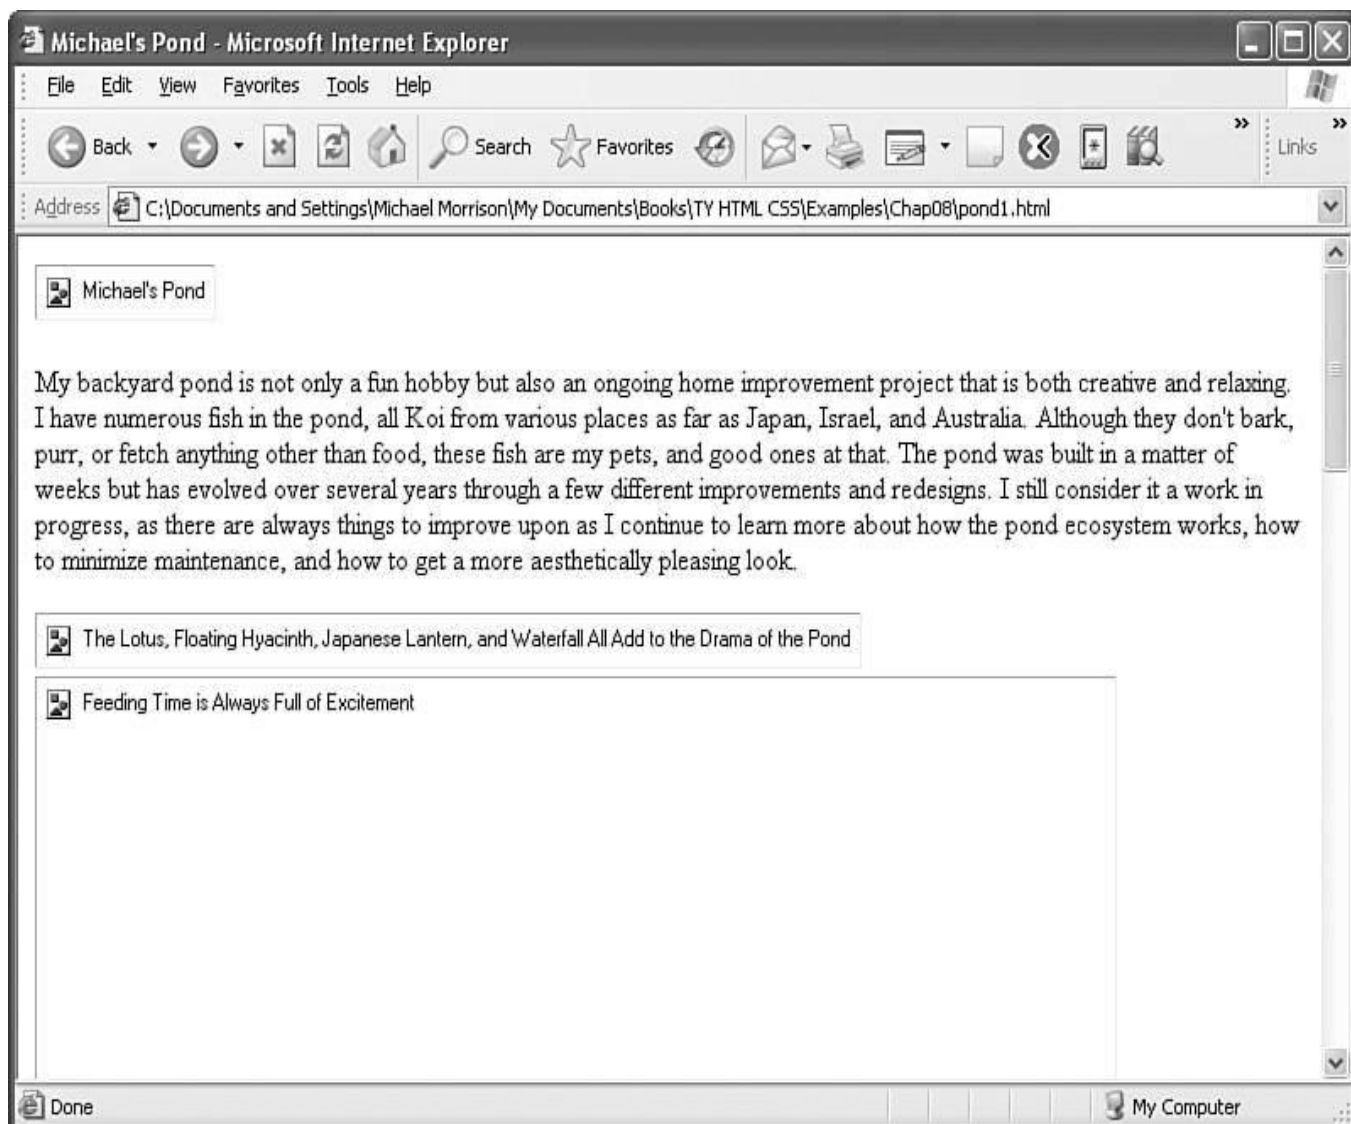 Michael's Pond - Microsoft Internet Explorer
File Edit View Favorites Tools Help
Back Search Favorites » Links »
Address C:\Documents and Settings\Michael Morrison\My Documents\Books\TY HTML CSS\Examples\Chap08\pond1.html
Michael's Pond
My backyard pond is not only a fun hobby but also an ongoing home improvement project that is both creative and relaxing.
I have numerous fish in the pond, all Koi from various places as far as Japan, Israel, and Australia. Although they don't bark,
purr, or fetch anything other than food, these fish are my pets, and good ones at that. The pond was built in a matter of
weeks but has evolved over several years through a few different improvements and redesigns. I still consider it a work in
progress, as there are always things to improve upon as I continue to learn more about how the pond ecosystem works, how
to minimize maintenance, and how to get a more aesthetically pleasing look.
The Lotus, Floating Hyacinth, Japanese Lantern, and Waterfall All Add to the Drama of the Pond
Feeding Time is Always Full of Excitement
Done My Computer